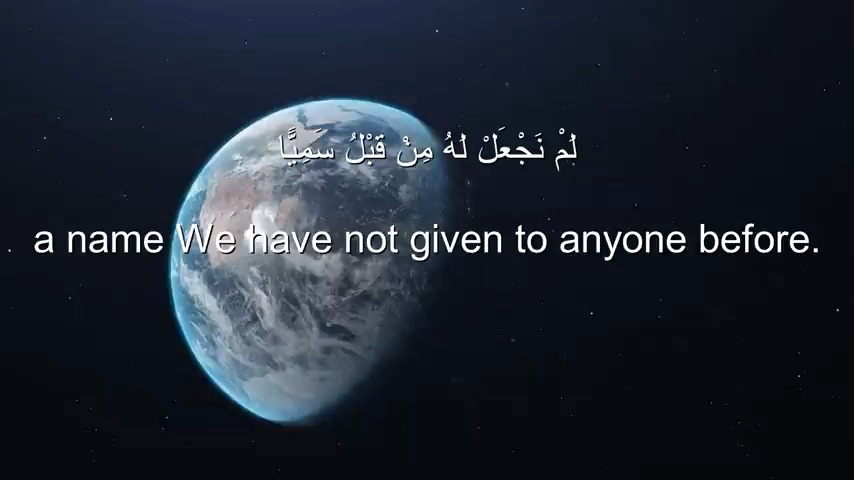 لَمْ نَجْعَلْ لَهُ مِنْ قَبْلُ سَمِيًّا
a name We have not given to anyone before.